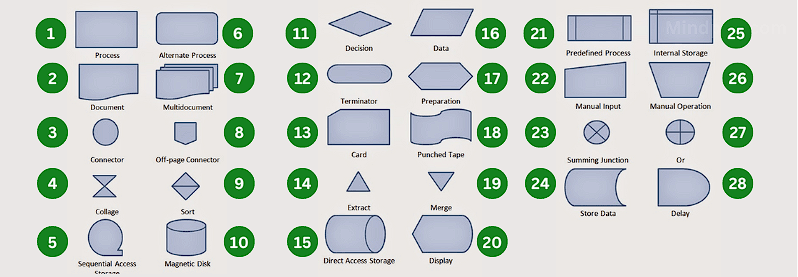 1
Process
6
Alternate Process
11
Decision
16
Data
21
Predefined Process
25
Internal Storage
2
Document
7
Multidocument
12
Terminator
17
Preparation
22
Manual Input
26
Manual Operation
3
Connector
8
Off-page Connector
13
Card
18
Punched Tape
23
Summing Junction
27
Or
4
Collage
9
Sort
14
Extract
19
Merge
24
Store Data
28
Delay
5
Sequential Access
Storage
10
Magnetic Disk
15
Direct Access Storage
20
Display